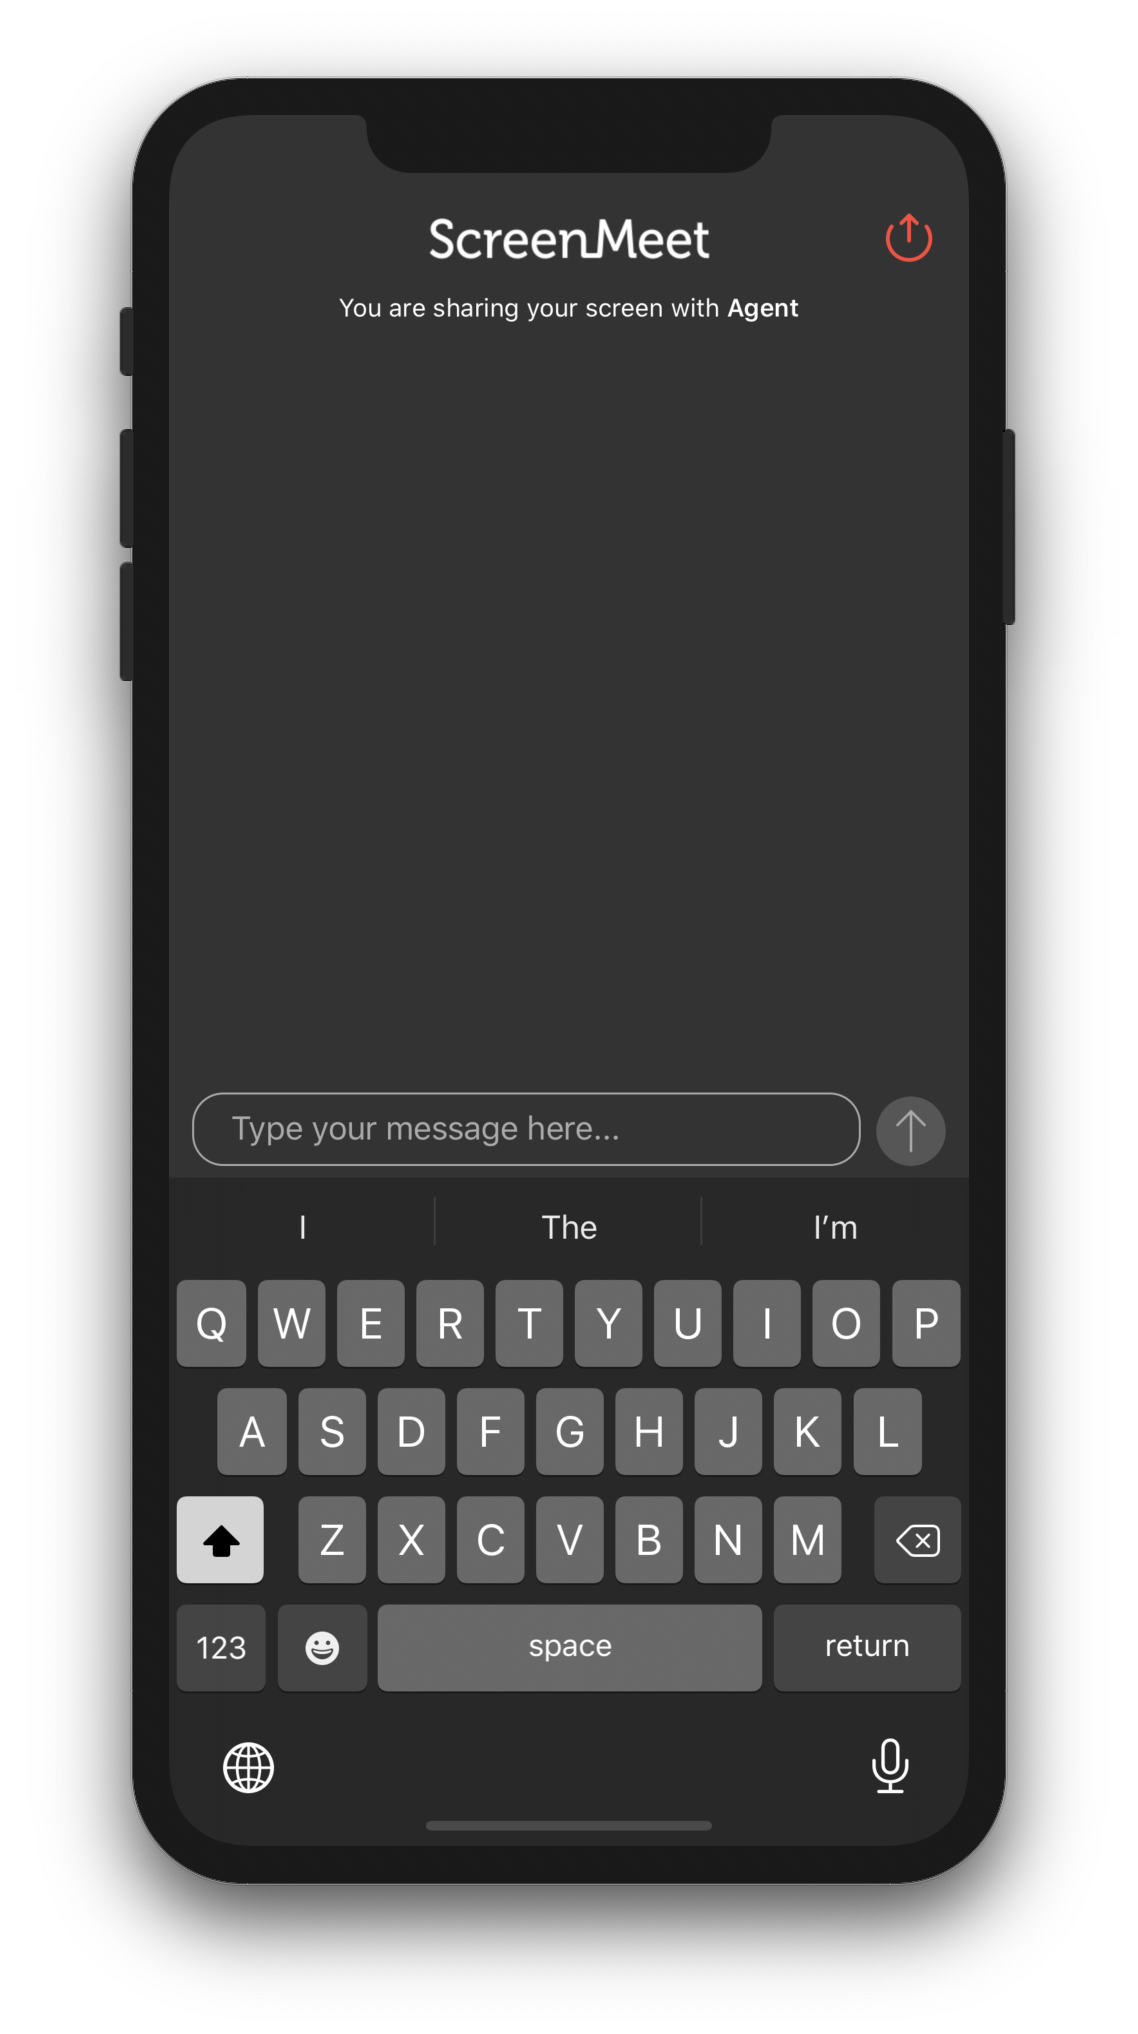 ScreenMeet
You are sharing your screen with Agent
Type your message here...
I The I’m
Q W E R T Y U I O P
A S D F G H J K L
Z X C V B N M
123 space return